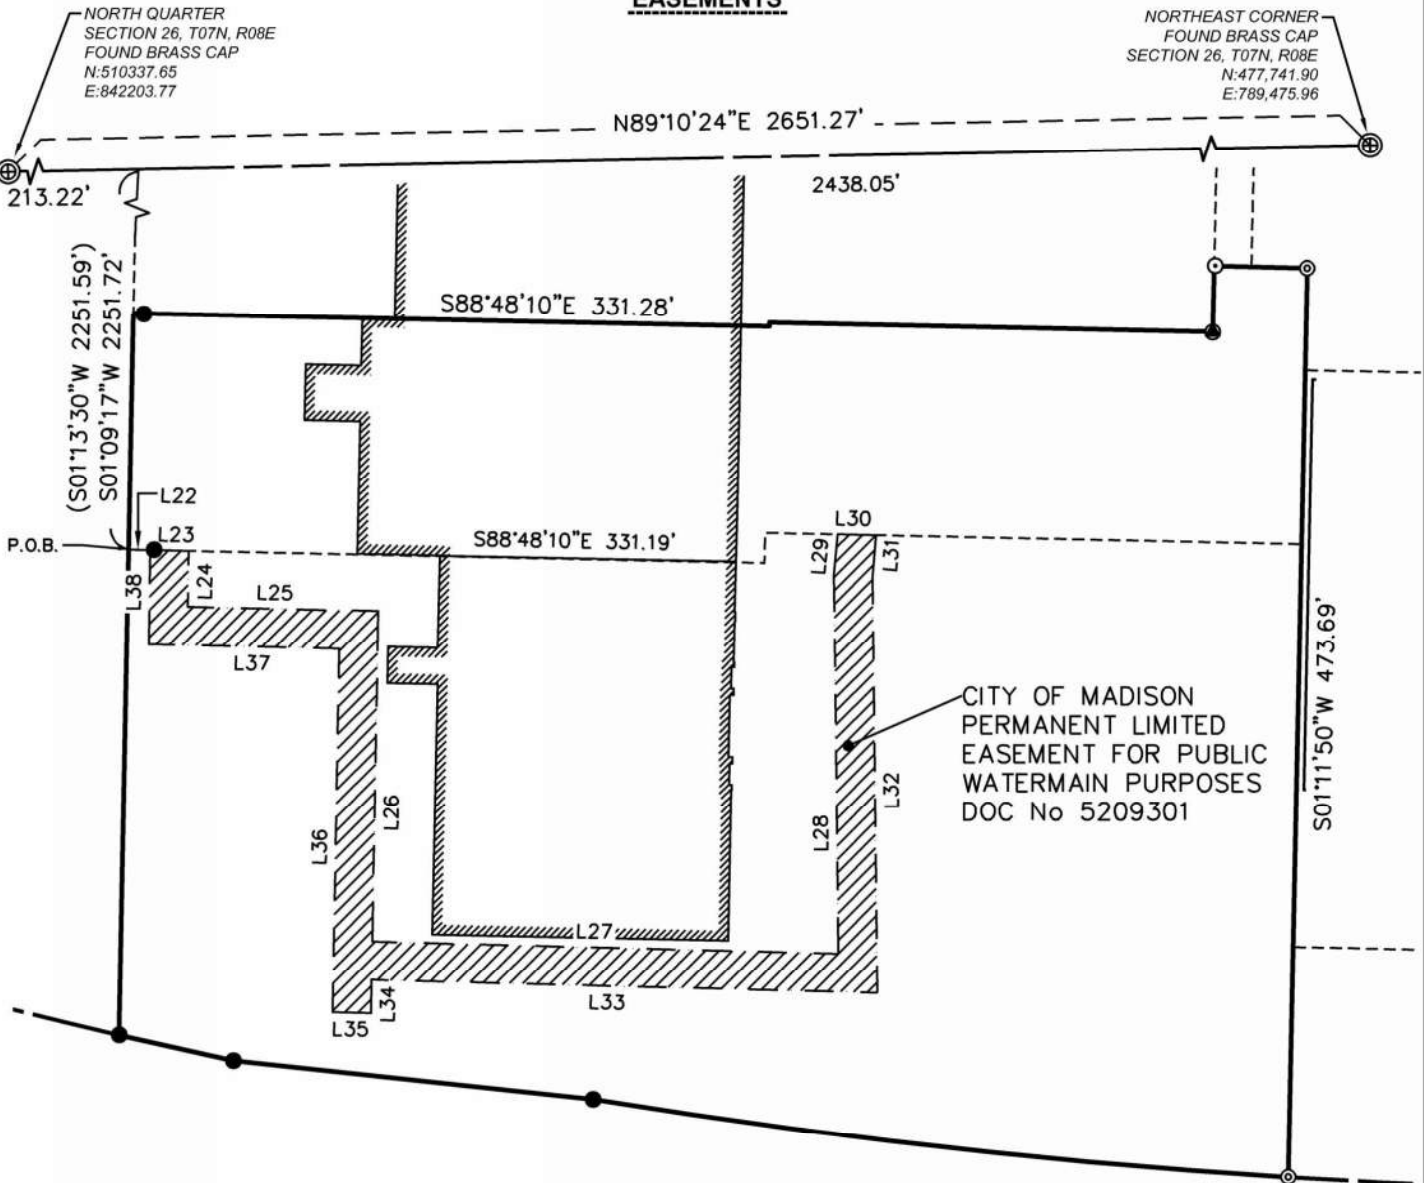 EASEMENTS
NORTH QUARTER
SECTION 26, T07N, R08E
FOUND BRASS CAP
N:510337.65
E:842203.77
NORTHEAST CORNER
FOUND BRASS CAP
SECTION 26, T07N, R08E
N:477,741.90
E:789,475.96
N89°10'24"E 2651.27'
213.22'
2438.05'
(S01°13'30"W 2251.59')
S01°09'17"W 2251.72'
S88°48'10"E 331.28'
L22
P.O.B.
L23
S88°48'10"E 331.19'
L30
L29
L31
L38
L24
L25
L37
S01°11'50"W 473.69'
CITY OF MADISON
PERMANENT LIMITED
EASEMENT FOR PUBLIC
WATERMAIN PURPOSES
DOC No 5209301
L36
L26
L28
L32
L27
L33
L34
L35